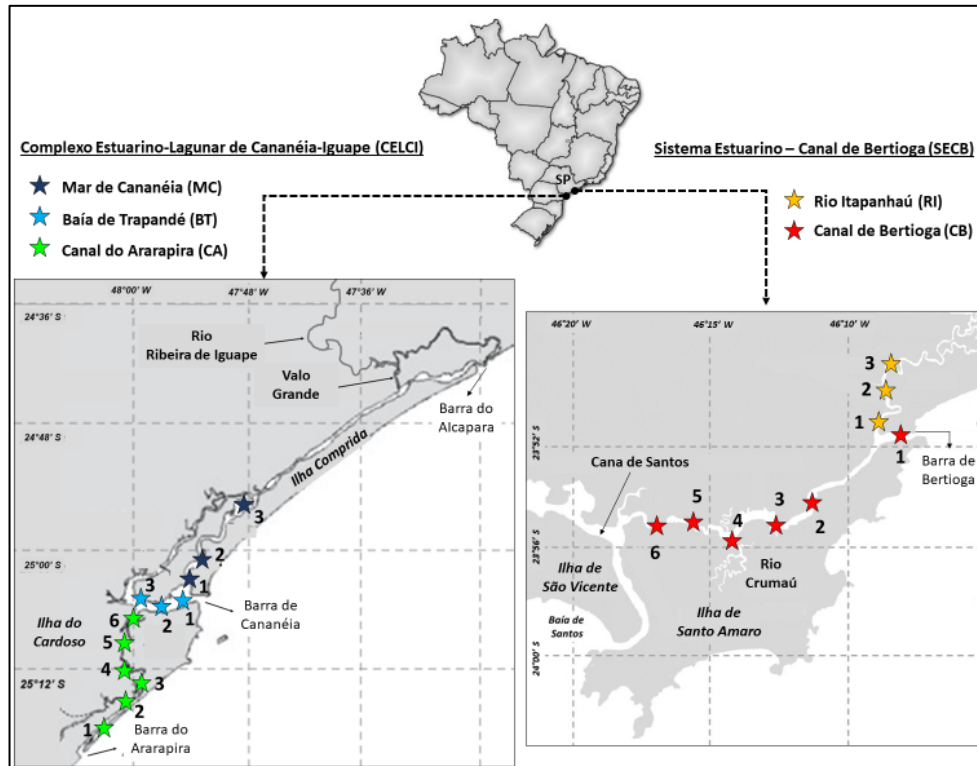 SP
Complexo Estuarino-Lagunar de Cananéia-Iguape (CELCI)
Mar de Cananéia (MC)
Baía de Trapandé (BT)
Canal do Ararapira (CA)
Sistema Estuarino – Canal de Bertioga (SECB)
Rio Itapanhaú (RI)
Canal de Bertioga (CB)
48°00' W
47°48' W
47°36' W
24°36' S
Rio
Ribeira de Iguape
Valo
Grande
Barra do
Alcapara
24°48' S
Ilha Comprida
3
2
25°00' S
1
3
Barra de
Cananéia
1
2
6
Ilha do
Cardoso
5
4
3
25°12' S
2
1
Barra do
Ararapira
46°20' W
46°15' W
46°10' W
3
2
1
23°52' S
1
Barra de
Bertioga
Cana de Santos
5
3
4
2
6
23°56' S
Rio
Crumaú
Ilha de
São Vicente
Ilha de
Santo Amaro
Baía de
Santos
24°00' S